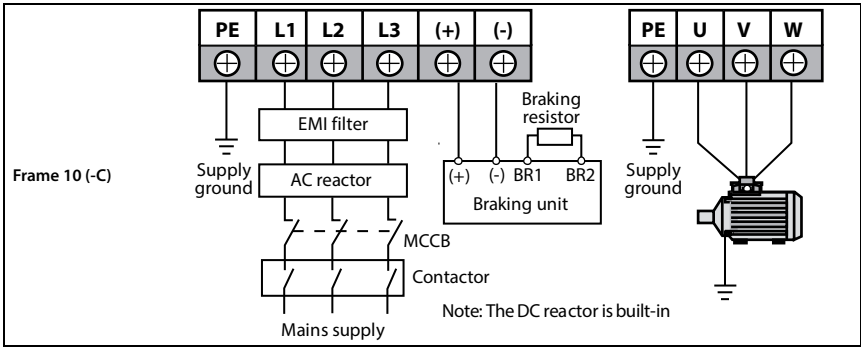 PE L1 L2 L3 (+) (-)
PE U V W
EMI filter
Braking
resistor
Supply
ground
Frame 10 (-C)
AC reactor
(+) (-) BR1 BR2
Braking unit
Supply
ground
MCCB
Contactor
Note: The DC reactor is built-in
Mains supply